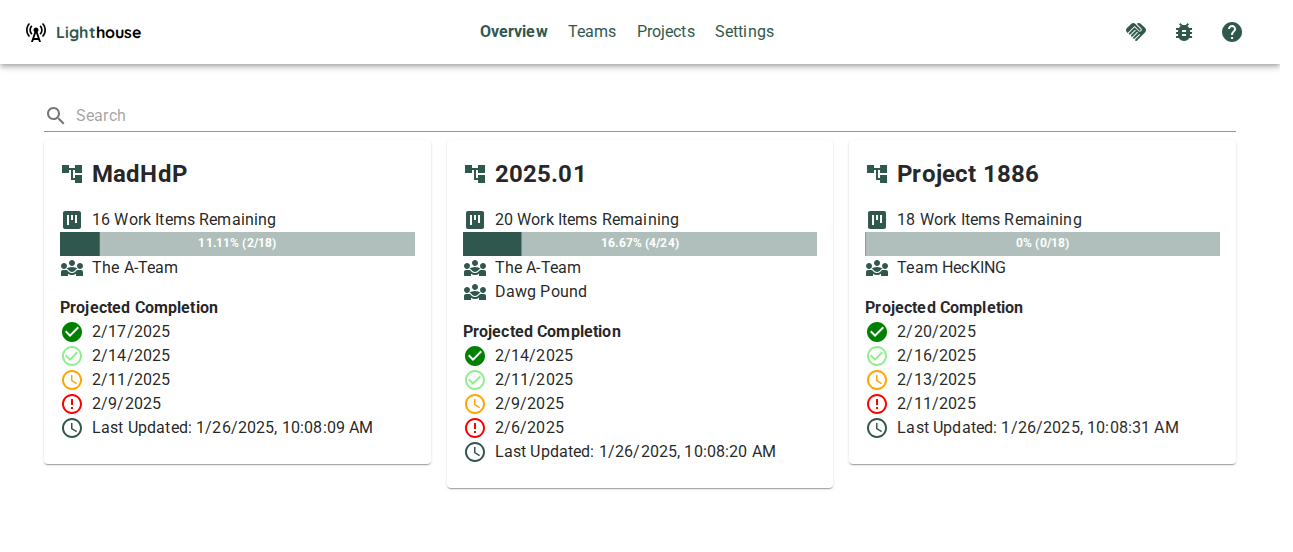 Lighthouse
Overview Teams Projects Settings
Search
MadHdP
16 Work Items Remaining
11.11% (2/18)
The A-Team
Projected Completion
2/17/2025
2/14/2025
2/11/2025
2/9/2025
Last Updated: 1/26/2025, 10:08:09 AM
2025.01
20 Work Items Remaining
16.67% (4/24)
The A-Team
Dawg Pound
Projected Completion
2/14/2025
2/11/2025
2/9/2025
2/6/2025
Last Updated: 1/26/2025, 10:08:20 AM
Project 1886
18 Work Items Remaining
0% (0/18)
Team HecKING
Projected Completion
2/20/2025
2/16/2025
2/13/2025
2/11/2025
Last Updated: 1/26/2025, 10:08:31 AM